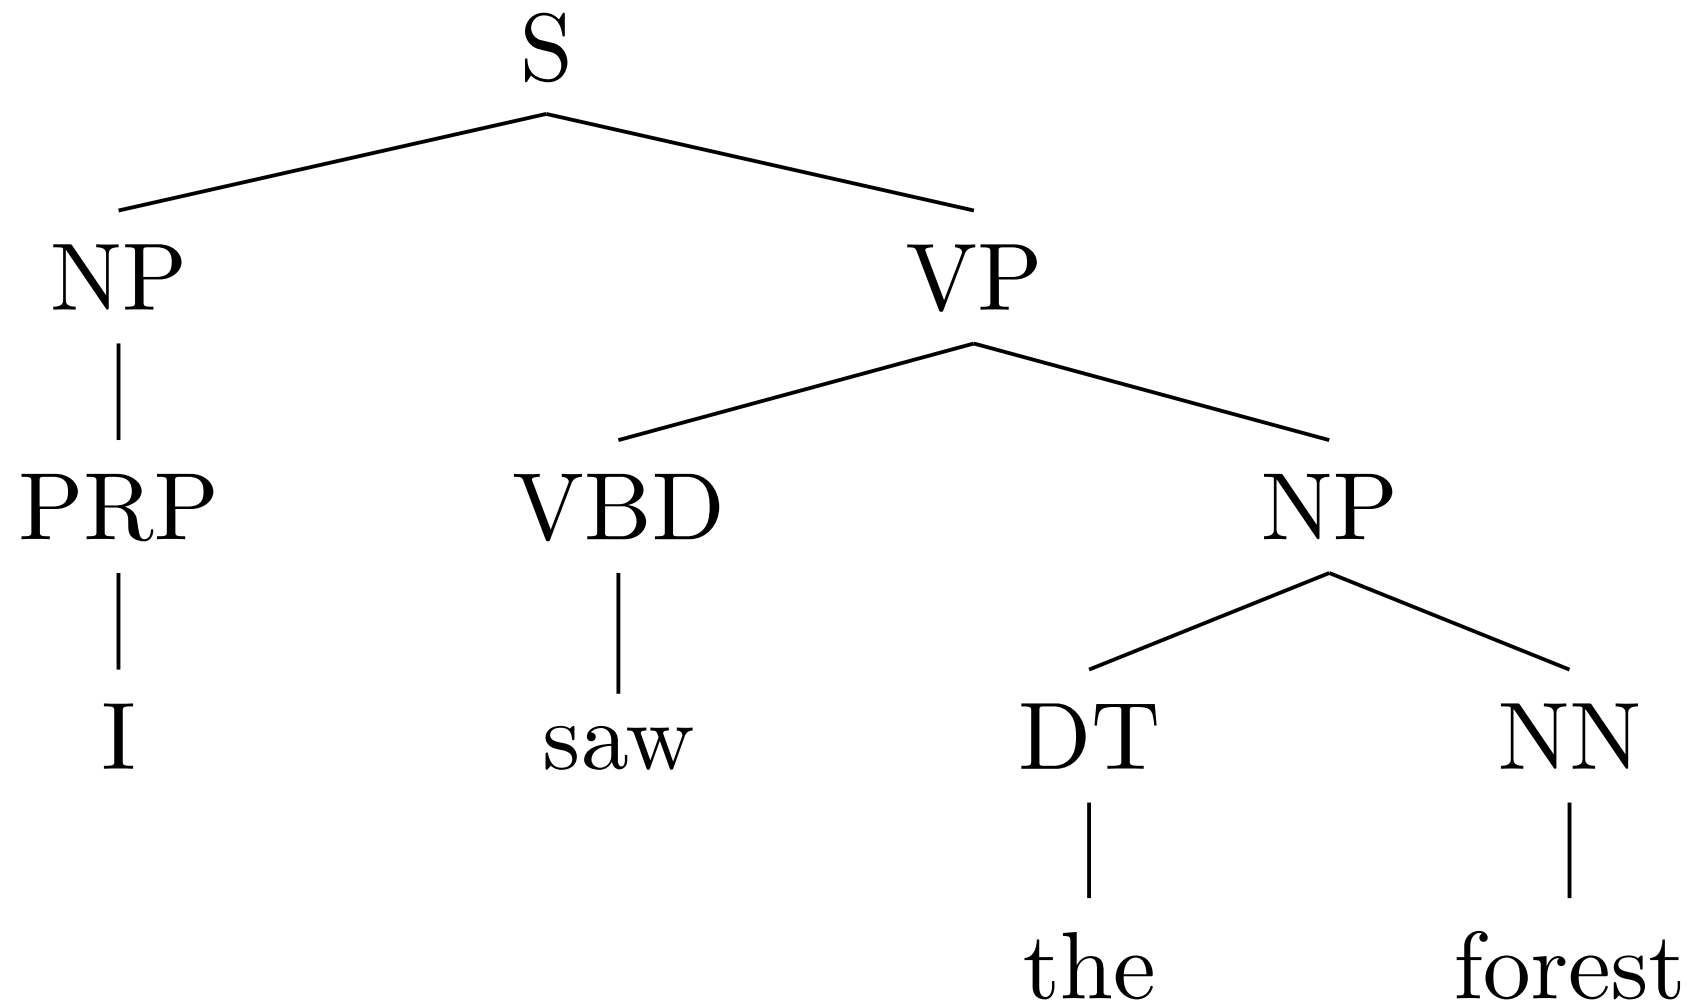 S
NP VP
PRP VBD NP
I saw DT NN
the forest